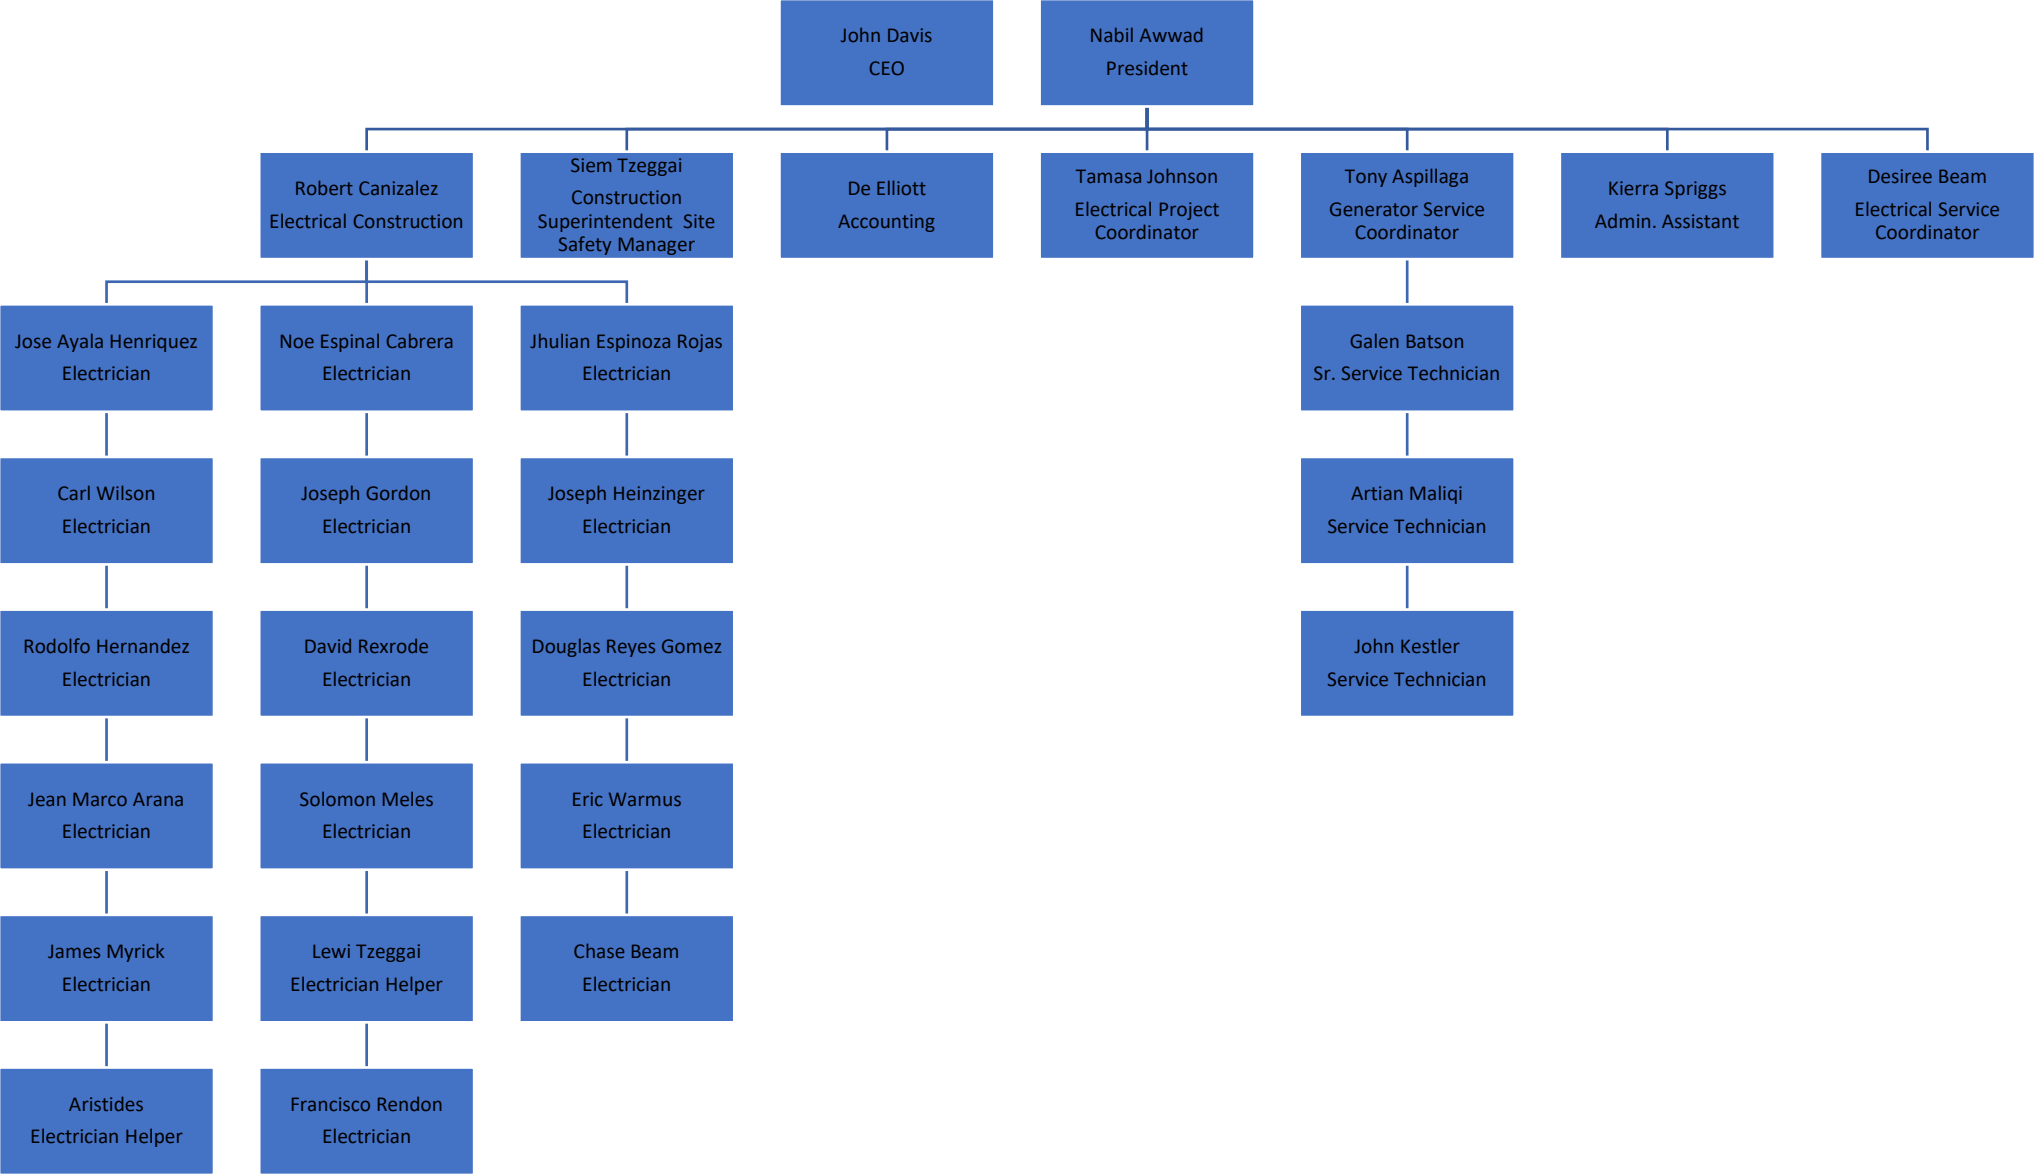 John Davis
CEO
Nabil Awwad
President
Robert Canizalez
Electrical Construction
Siem Tzeggai
Construction
Superintendent  Site
Safety Manager
De Elliott
Accounting
Tamasa Johnson
Electrical Project
Coordinator
Tony Aspillaga
Generator Service
Coordinator
Kierra Spriggs
Admin. Assistant
Desiree Beam
Electrical Service
Coordinator
Jose Ayala Henriquez
Electrician
Noe Espinal Cabrera
Electrician
Jhulian Espinoza Rojas
Electrician
Galen Batson
Sr. Service Technician
Carl Wilson
Electrician
Joseph Gordon
Electrician
Joseph Heinzinger
Electrician
Artian Maliqi
Service Technician
Rodolfo Hernandez
Electrician
David Rexrode
Electrician
Douglas Reyes Gomez
Electrician
John Kestler
Service Technician
Jean Marco Arana
Electrician
Solomon Meles
Electrician
Eric Warmus
Electrician
James Myrick
Electrician
Lewi Tzeggai
Electrician Helper
Chase Beam
Electrician
Aristides
Electrician Helper
Francisco Rendon
Electrician